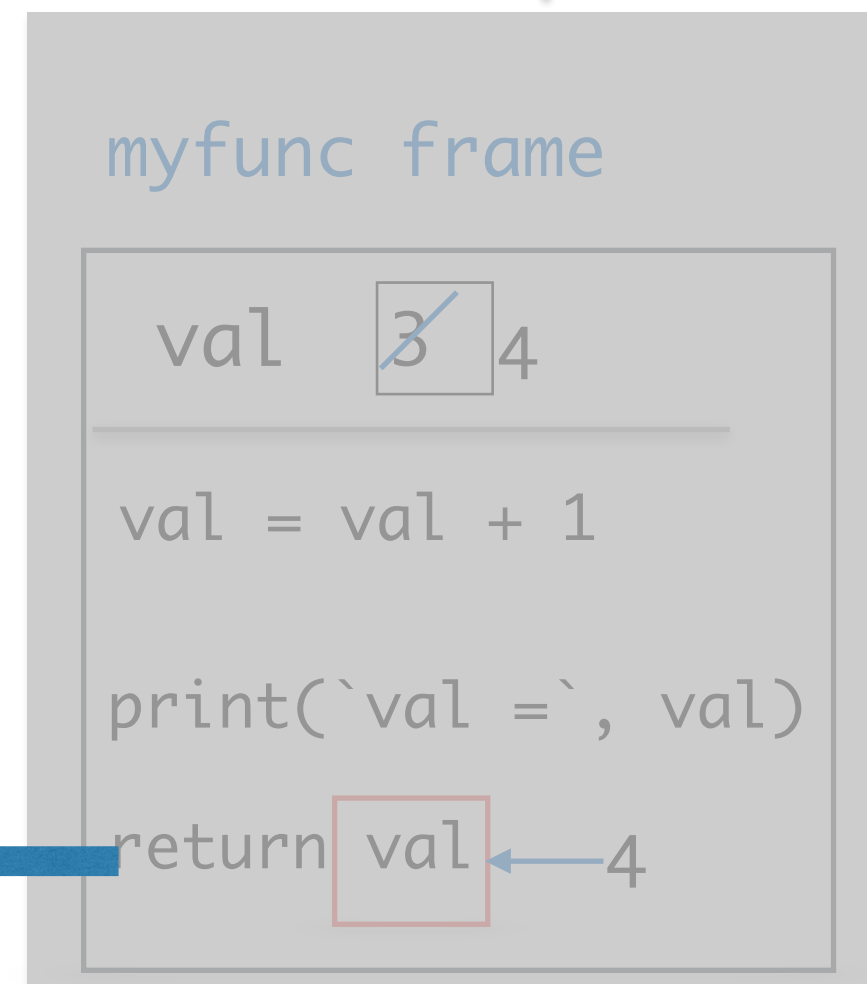 myfunc frame
val 3 4
val = val + 1
print(`val =`, val)
return val 4